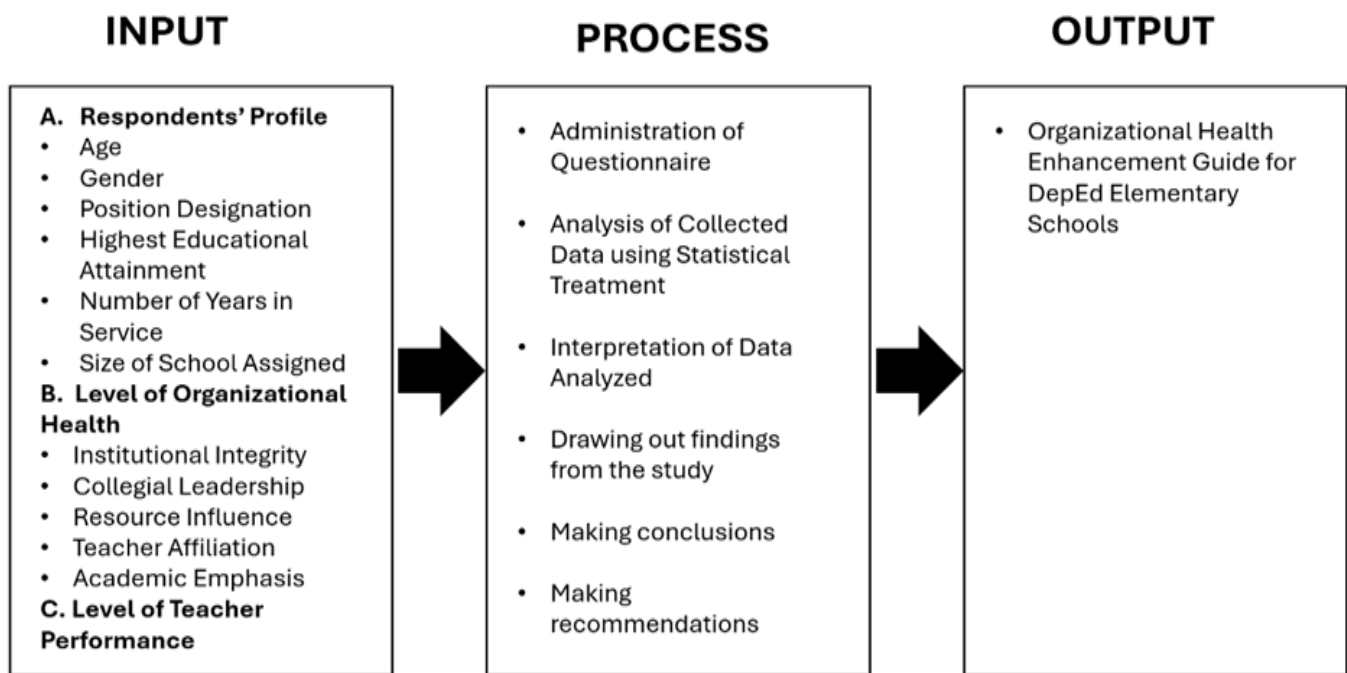 INPUT
A. Respondents’ Profile
• Age
• Gender
• Position Designation
• Highest Educational
Attainment
• Number of Years in
Service
• Size of School Assigned
B. Level of Organizational
Health
• Institutional Integrity
• Collegial Leadership
• Resource Influence
• Teacher Affiliation
• Academic Emphasis
C. Level of Teacher
Performance
PROCESS
• Administration of
Questionnaire
• Analysis of Collected
Data using Statistical
Treatment
• Interpretation of Data
Analyzed
• Drawing out findings
from the study
• Making conclusions
• Making
recommendations
OUTPUT
• Organizational Health
Enhancement Guide for
DepEd Elementary
Schools